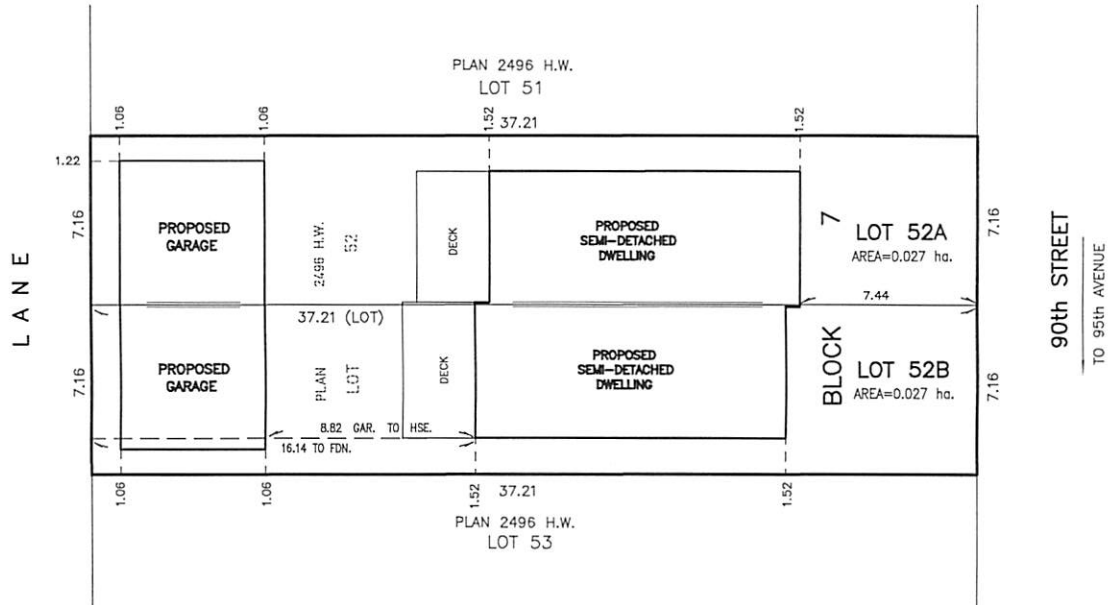 PLAN 2496 H.W.
LOT 51
1.06
1.06
1.52
37.21
1.52
1.22
7.16
PROPOSED
GARAGE
2496 H.W.
52
DECK
PROPOSED
SEMI-DETACHED
DWELLING
7
LOT 52A
AREA=0.027 ha.
7.16
LANE
37.21 (LOT)
7.44
90th STREET
TO 95th AVENUE
7.16
PROPOSED
GARAGE
PLAN
LOT
DECK
PROPOSED
SEMI-DETACHED
DWELLING
BLOCK
LOT 52B
AREA=0.027 ha.
7.16
8.82 GAR. TO HSE.
16.14 TO FDN.
1.06
1.06
1.52
37.21
1.52
PLAN 2496 H.W.
LOT 53